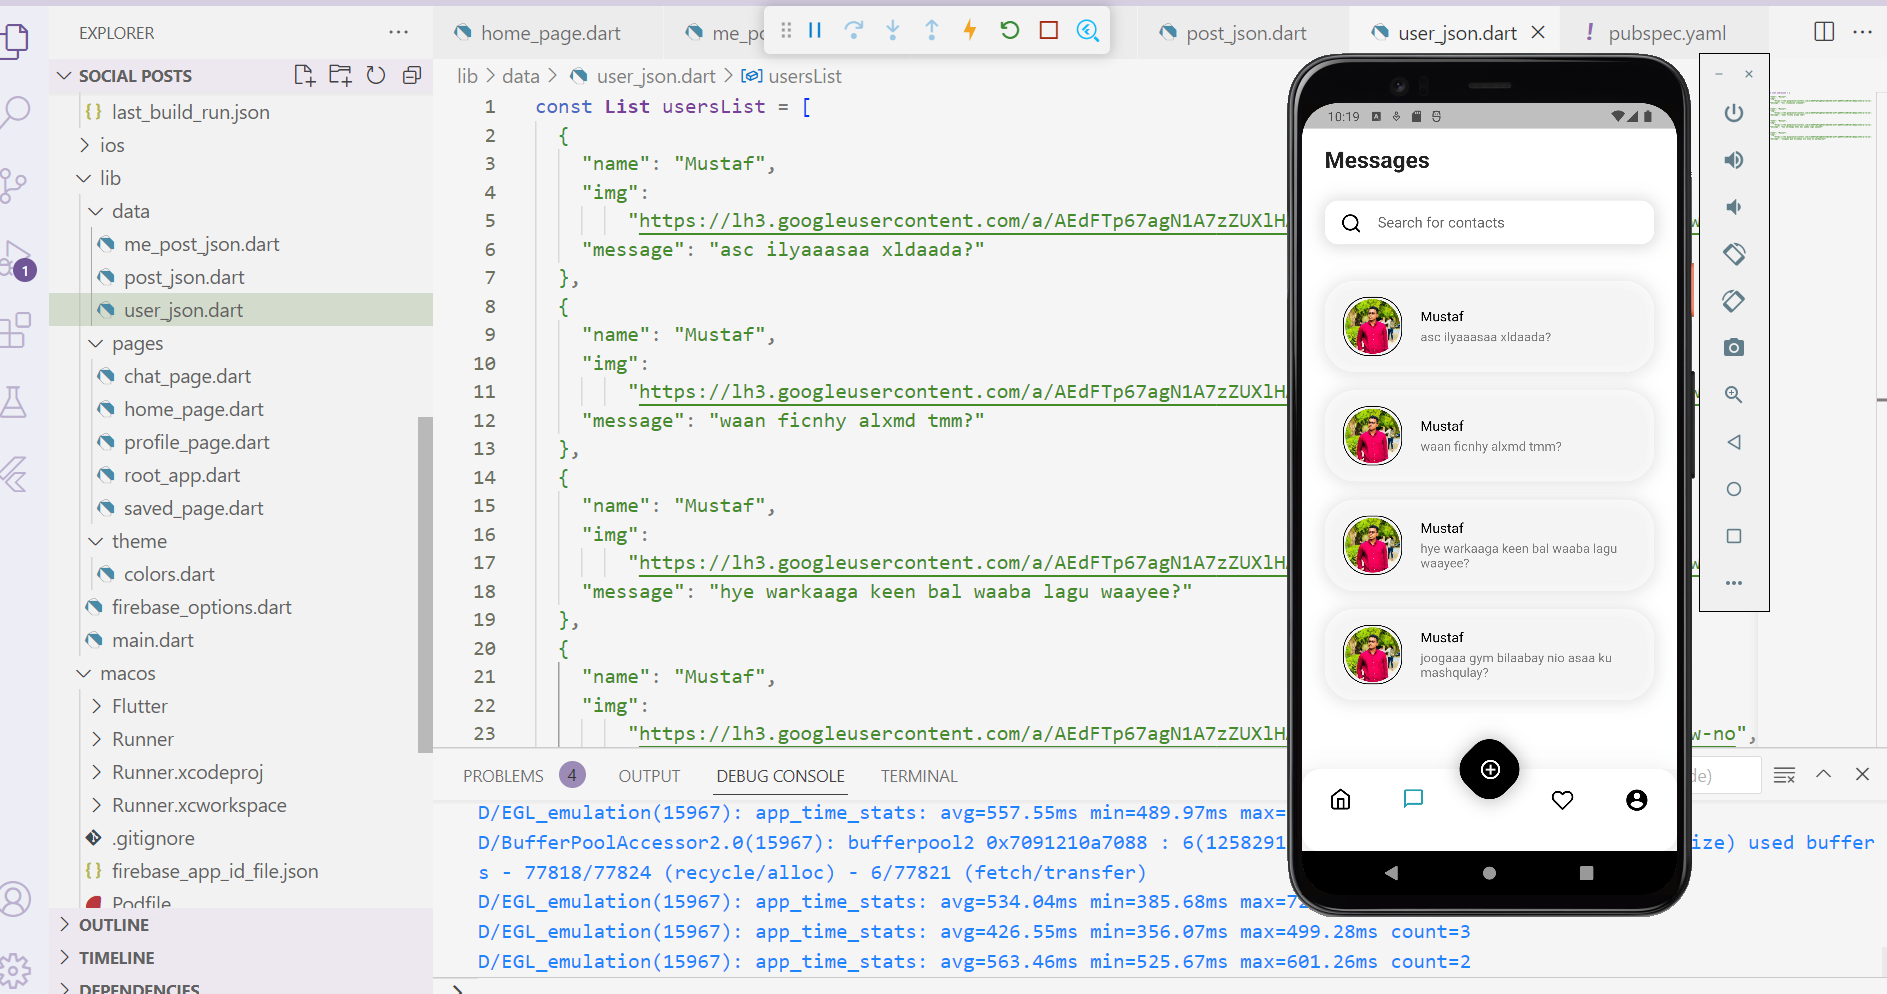 EXPLORER
SOCIAL POSTS
last_build_run.json
ios
lib
data
me_post_json.dart
post_json.dart
user_json.dart
pages
chat_page.dart
home_page.dart
profile_page.dart
root_app.dart
saved_page.dart
theme
colors.dart
firebase_options.dart
main.dart
macos
Flutter
Runner
Runner.xcodeproj
Runner.xcworkspace
.gitignore
firebase_app_id_file.json
Podfile
OUTLINE
TIMELINE
DEPENDENCIES
1
home_page.dart
me_po
post_json.dart
user_json.dart
! pubspec.yaml
lib > data > user_json.dart > usersList
1 const List usersList = [
2 {
3 "name": "Mustaf",
4 "img":
5 "https://lh3.googleusercontent.com/a/AEdFTp67agN1A7zZUXlH
6 "message": "asc ilyaaasaa xldaada?"
7 },
8 {
9 "name": "Mustaf",
10 "img":
11 "https://lh3.googleusercontent.com/a/AEdFTp67agN1A7zZUXlH
12 "message": "waan ficnhy alxmd tmm?"
13 },
14 {
15 "name": "Mustaf",
16 "img":
17 "https://lh3.googleusercontent.com/a/AEdFTp67agN1A7zZUXlH
18 "message": "hye warkaaga keen bal waaba lagu waayee?"
19 },
20 {
21 "name": "Mustaf",
22 "img":
23 "https://lh3.googleusercontent.com/a/AEdFTp67agN1A7zZUXlH
w-no",
PROBLEMS 4 OUTPUT DEBUG CONSOLE TERMINAL
de)
D/EGL_emulation(15967): app_time_stats: avg=557.55ms min=489.97ms max=
D/BufferPoolAccessor2.0(15967): bufferpool2 0x7091210a7088 : 6(1258291 ize) used buffer
s - 77818/77824 (recycle/alloc) - 6/77821 (fetch/transfer)
D/EGL_emulation(15967): app_time_stats: avg=534.04ms min=385.68ms max=72
D/EGL_emulation(15967): app_time_stats: avg=426.55ms min=356.07ms max=499.28ms count=3
D/EGL_emulation(15967): app_time_stats: avg=563.46ms min=525.67ms max=601.26ms count=2
10:19
Messages
Search for contacts
Mustaf
asc ilyaaasaa xldaada?
Mustaf
waan ficnhy alxmd tmm?
Mustaf
hye warkaaga keen bal waaba lagu
waayee?
Mustaf
joogaaa gym bilaabay nio asaa ku
mashqulay?